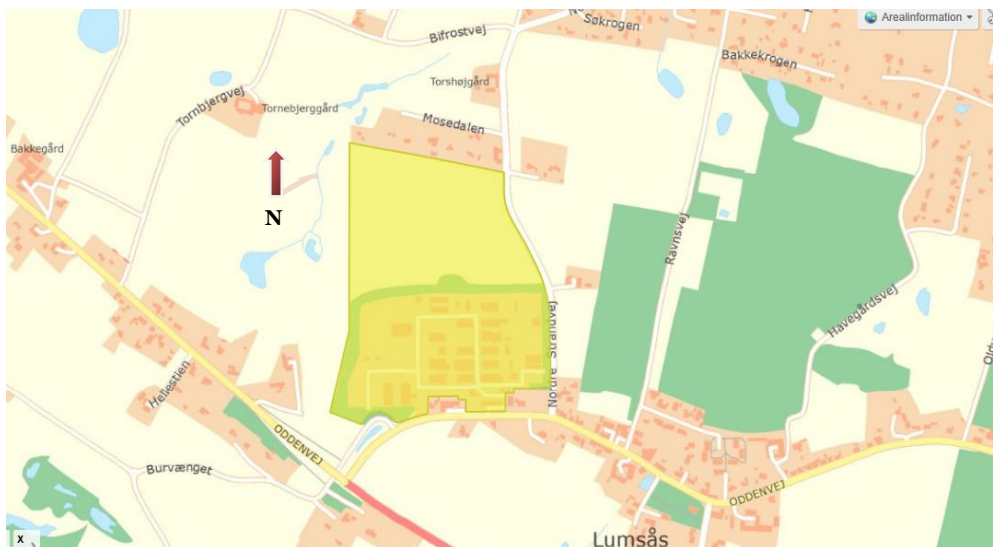 Arealinformation
Søkrogen
Bifrostvej
Bakkekrogen
Torshøjgård
Tornbjergvej
Tornebjerggård
Mosedalen
Bakkegård
N
Ravnsvej
Havegårdsvej
Nordre Strandvej
Hellestien
ODDENVEJ
Burvænget
ODDENVEJ
Lumsås
x